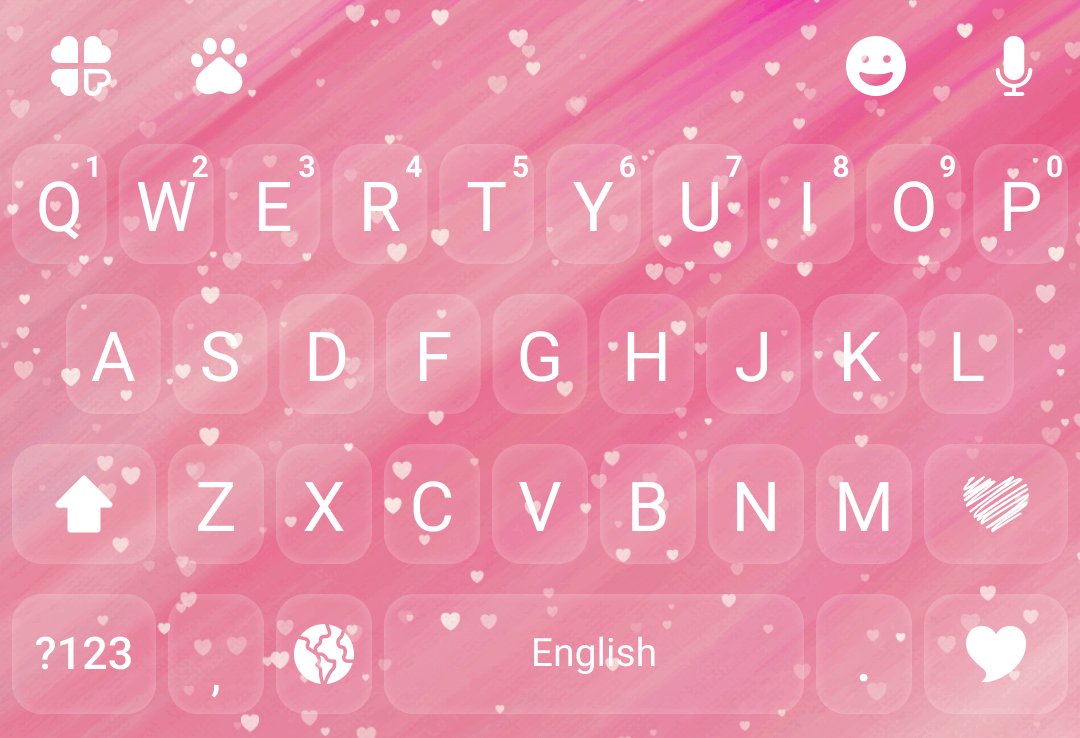 1 2 3 4 5 6 7 8 9 0
Q W E R T Y U I O P
A S D F G H J K L
Z X C V B N M
?123 , English .